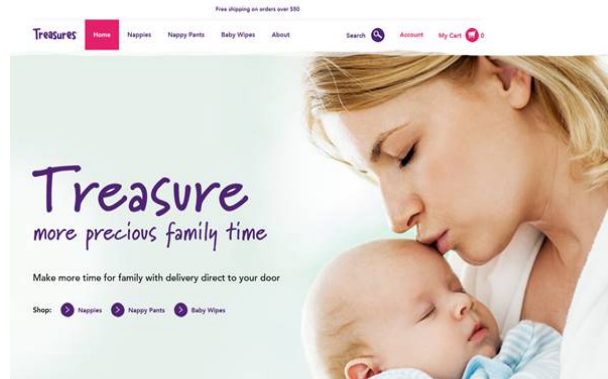 Free shipping on orders over $80
Treasures Home Nappies Nappy Pants Baby Wipes About Search Account My Cart 0
Treasure
more precious family time
Make more time for family with delivery direct to your door
Shop: Nappies Nappy Pants Baby Wipes